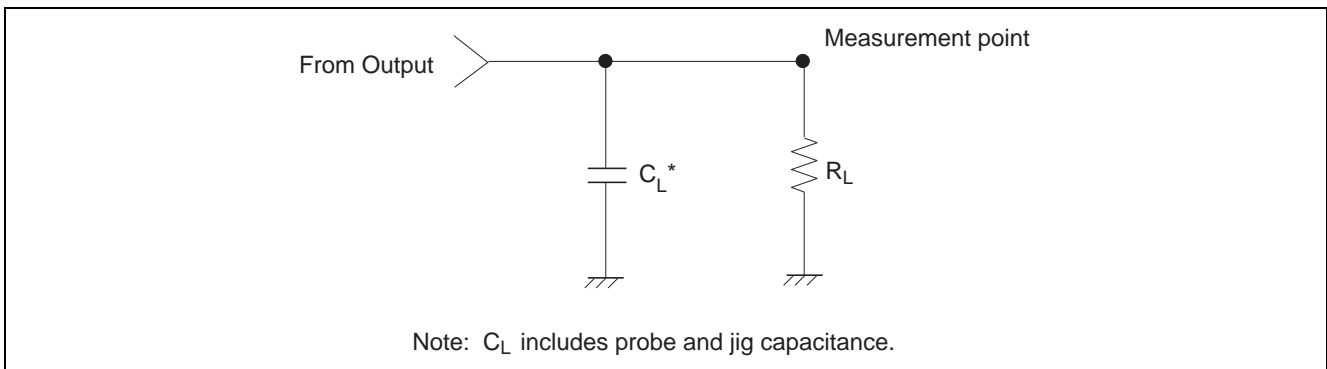 Measurement point
From Output
C_L*
R_L
Note: C_L includes probe and jig capacitance.